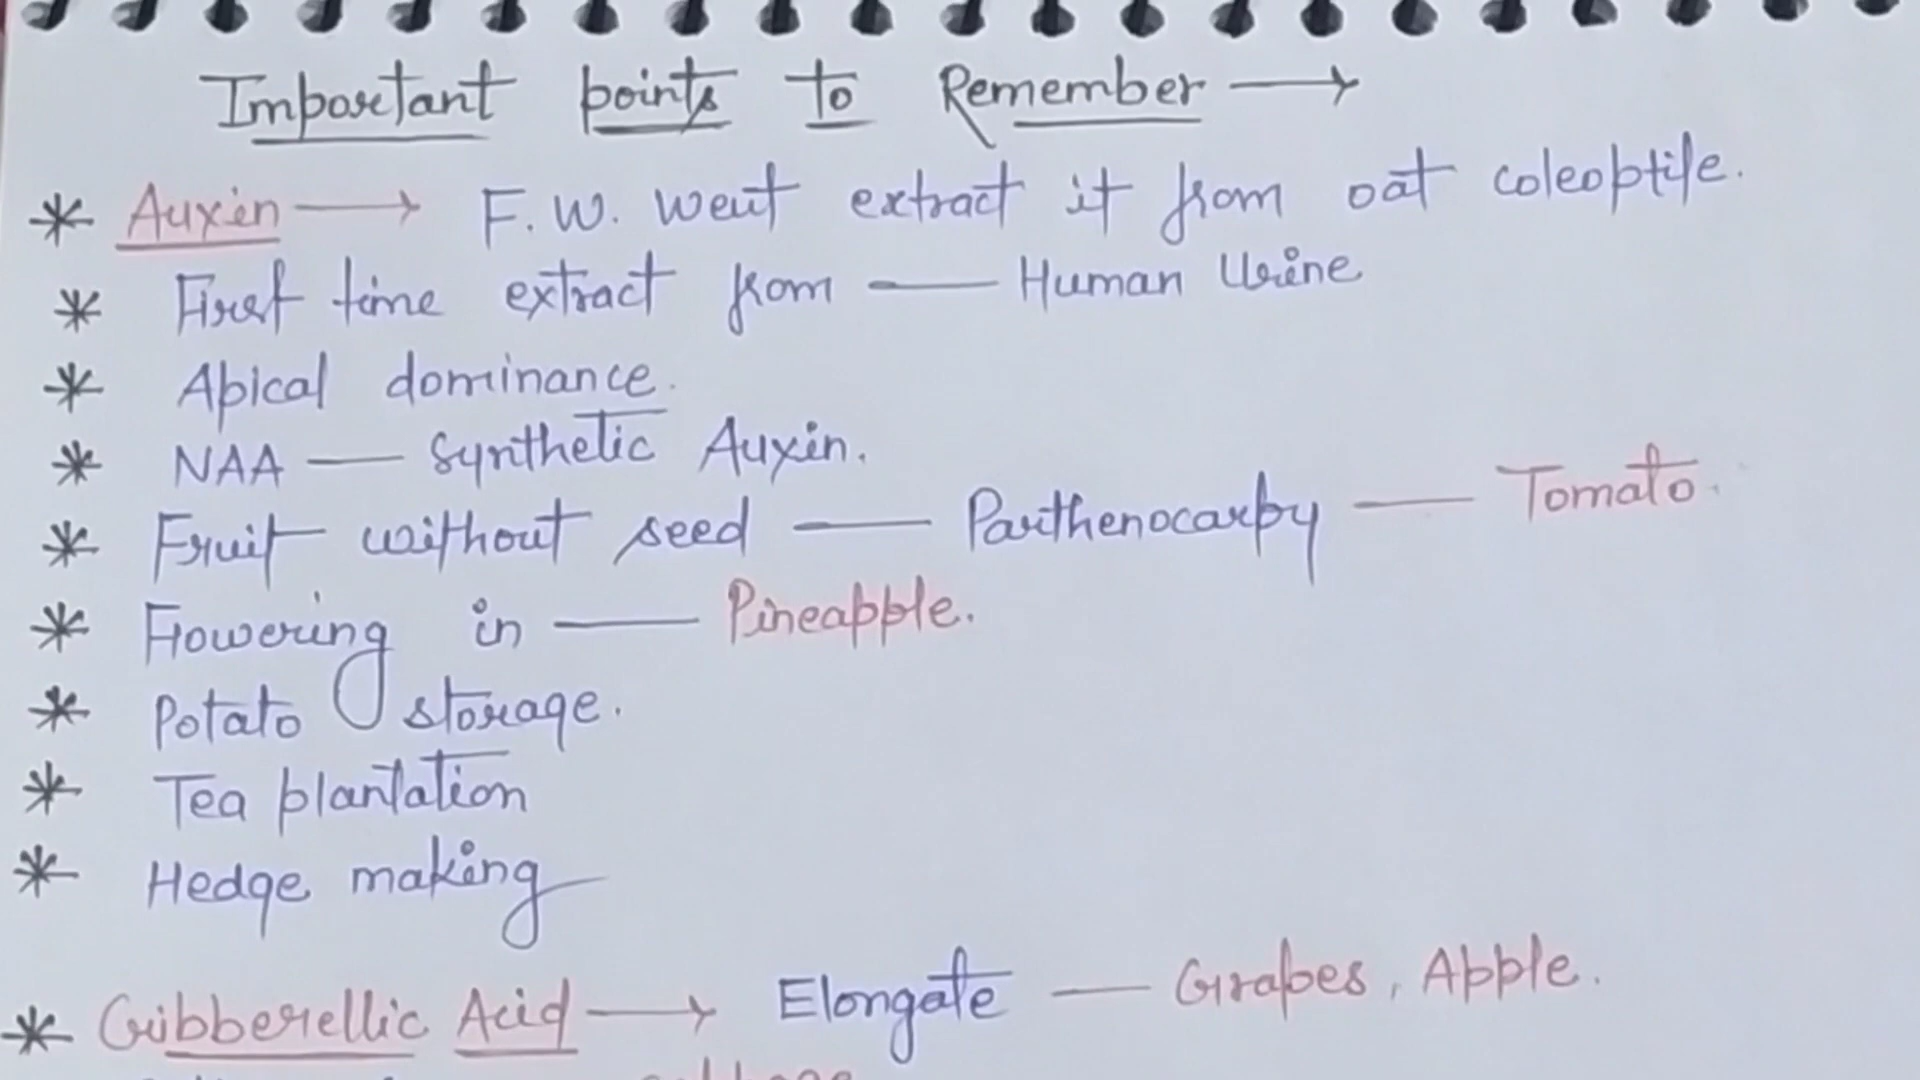 Important points to Remember →
* Auxin → F.W. went extract it from oat coleoptile.
* First time extract from — Human Urine
* Apical dominance.
* NAA — Synthetic Auxin.
* Fruit without seed — Parthenocarpy — Tomato.
* Flowering in — Pineapple.
* Potato storage.
* Tea plantation
* Hedge making
* Gibberellic Acid → Elongate — Grapes, Apple.